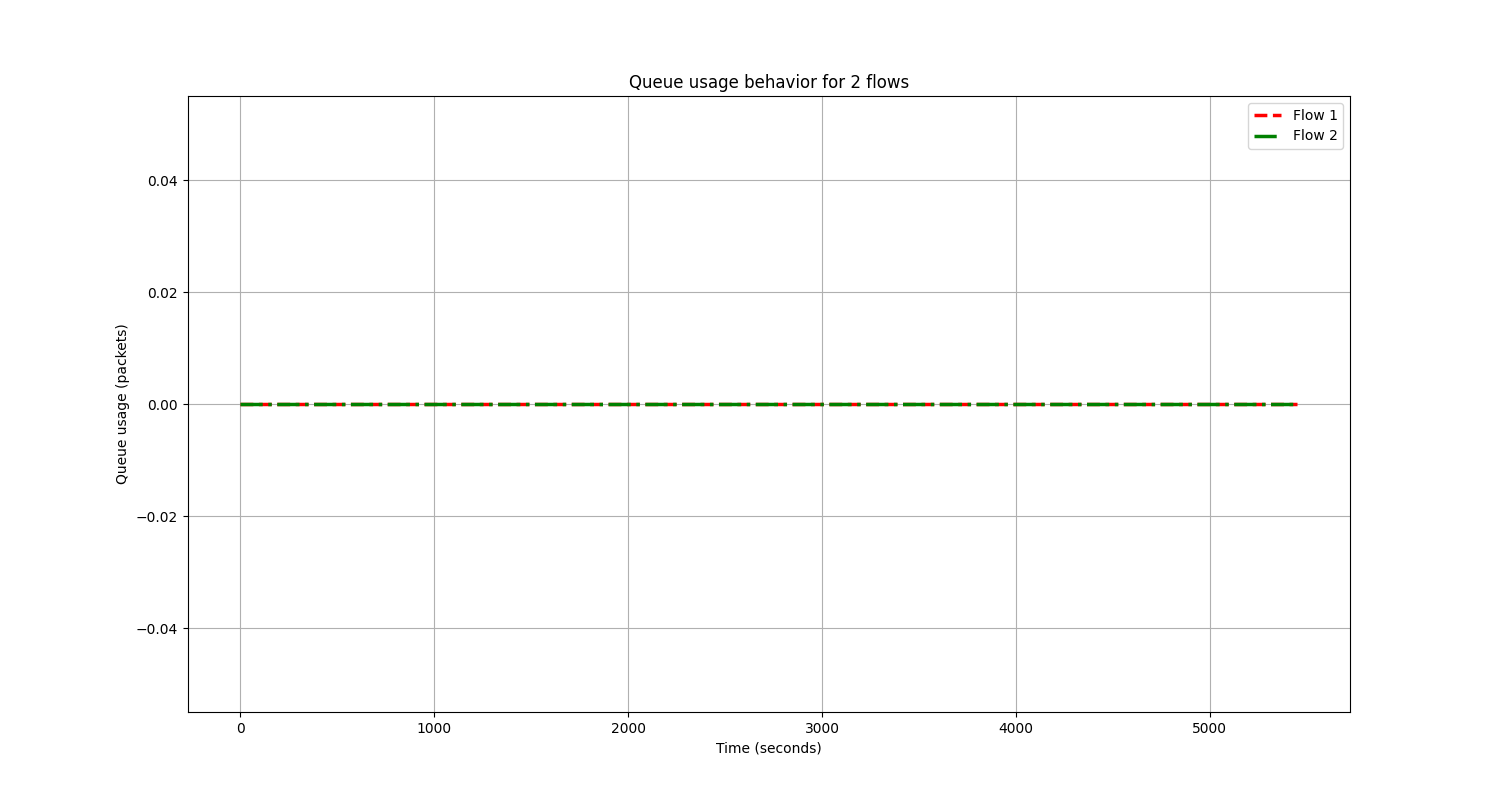 Queue usage behavior for 2 flows
Flow 1
Flow 2
0.04
0.02
0.00
−0.02
−0.04
Queue usage (packets)
0 1000 2000 3000 4000 5000
Time (seconds)